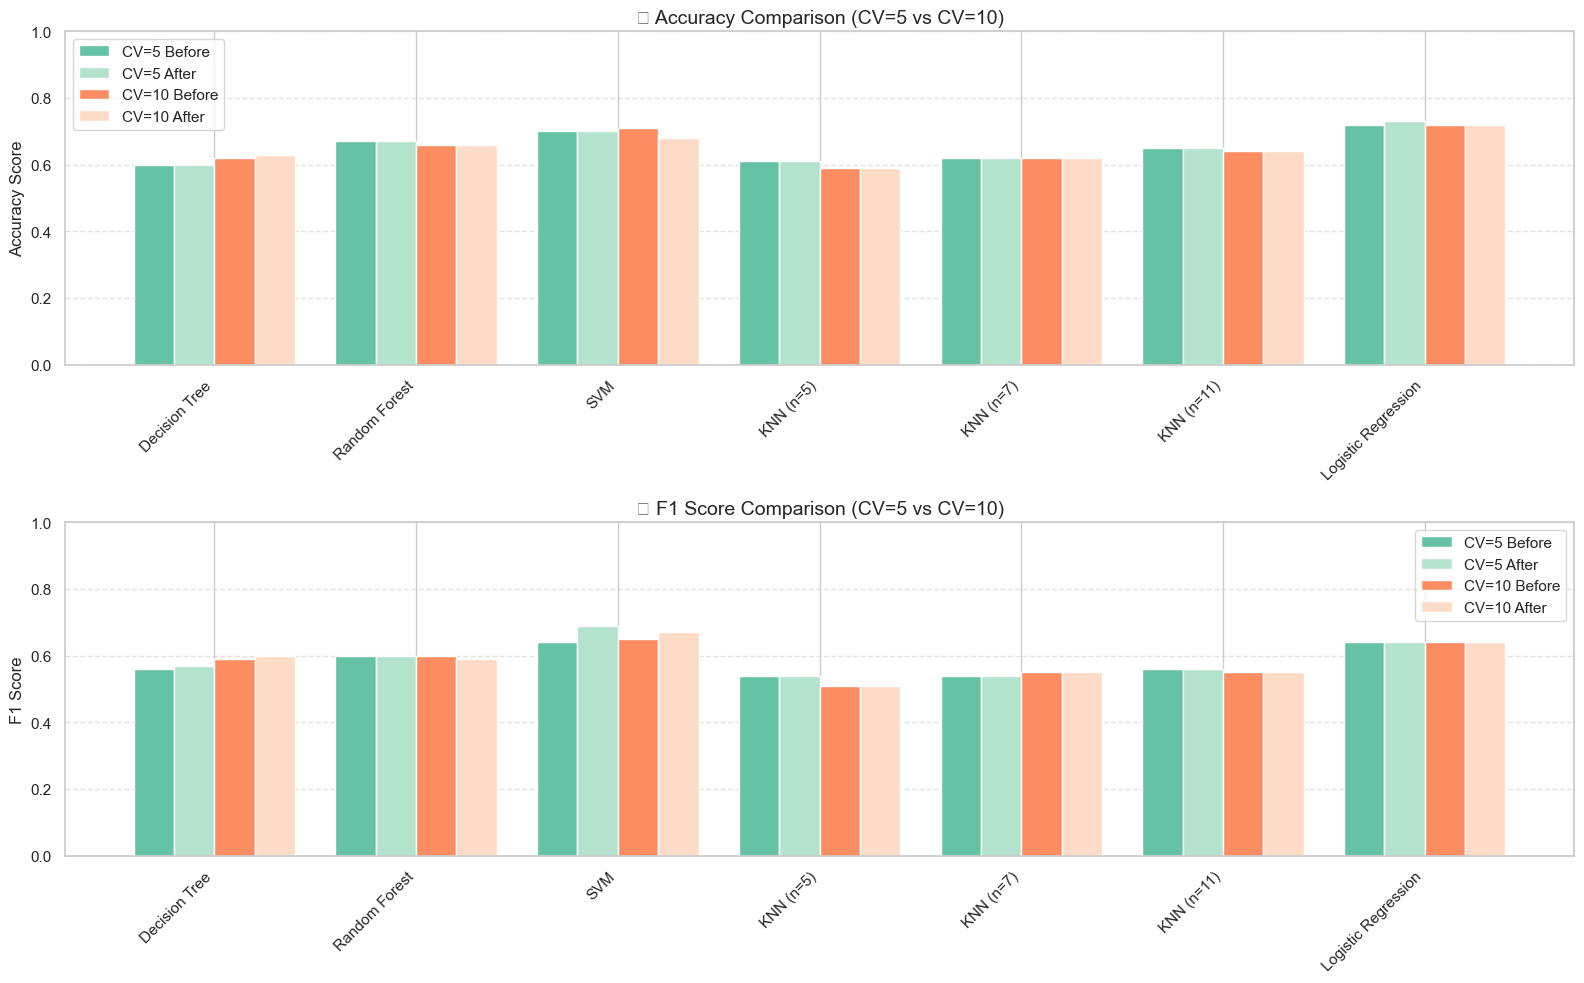 ▯ Accuracy Comparison (CV=5 vs CV=10)
CV=5 Before
CV=5 After
CV=10 Before
CV=10 After
Accuracy Score
1.0
0.8
0.6
0.4
0.2
0.0
Decision Tree
Random Forest
SVM
KNN (n=5)
KNN (n=7)
KNN (n=11)
Logistic Regression
▯ F1 Score Comparison (CV=5 vs CV=10)
CV=5 Before
CV=5 After
CV=10 Before
CV=10 After
F1 Score
1.0
0.8
0.6
0.4
0.2
0.0
Decision Tree
Random Forest
SVM
KNN (n=5)
KNN (n=7)
KNN (n=11)
Logistic Regression